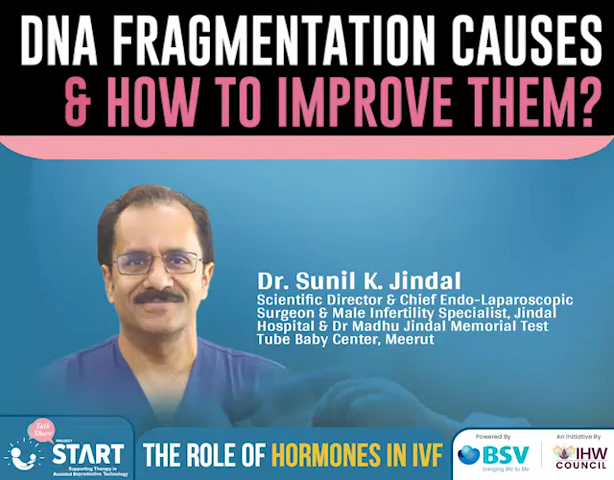 DNA FRAGMENTATION CAUSES
& HOW TO IMPROVE THEM?
Dr. Sunil K. Jindal
Scientific Director & Chief Endo-Laparoscopic
Surgeon & Male Infertility Specialist, Jindal
Hospital & Dr Madhu Jindal Memorial Test
Tube Baby Center, Meerut
Talk
Show
PROJECT
START
Supporting Therapy in
Assisted Reproductive Technology
THE ROLE OF HORMONES IN IVF
Powered By
BSV
bringing life to life
An Initiative By
IHW
COUNCIL